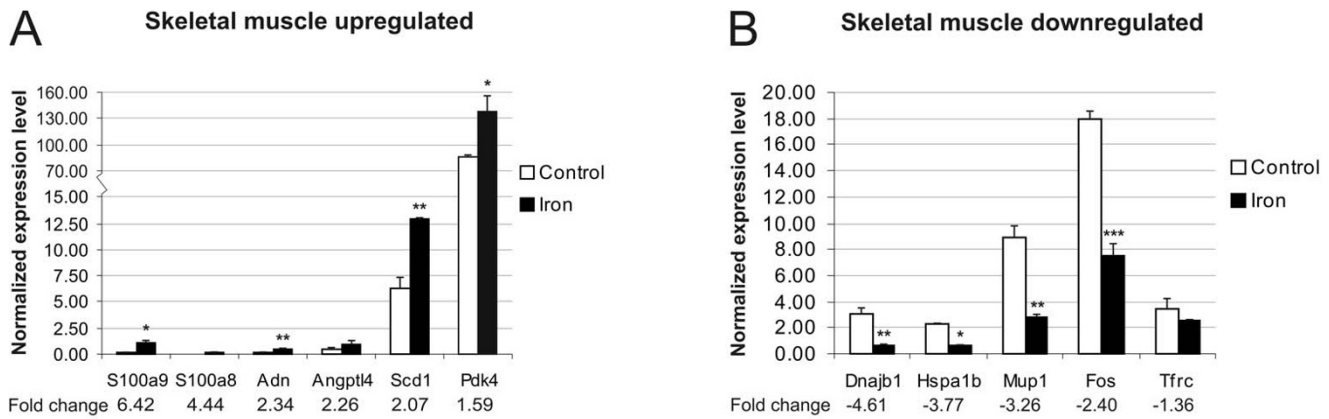 A
Skeletal muscle upregulated
Normalized expression level
160.00
130.00
100.00
70.00
15.00
12.50
10.00
7.50
5.00
2.50
0.00
*
**
**
*
Control
Iron
S100a9 S100a8 Adn Angptl4 Scd1 Pdk4
Fold change 6.42 4.44 2.34 2.26 2.07 1.59
B
Skeletal muscle downregulated
Normalized expression level
20.00
18.00
16.00
14.00
12.00
10.00
8.00
6.00
4.00
2.00
0.00
**
*
**
***
Control
Iron
Dnajb1 Hspa1b Mup1 Fos Tfrc
Fold change -4.61 -3.77 -3.26 -2.40 -1.36